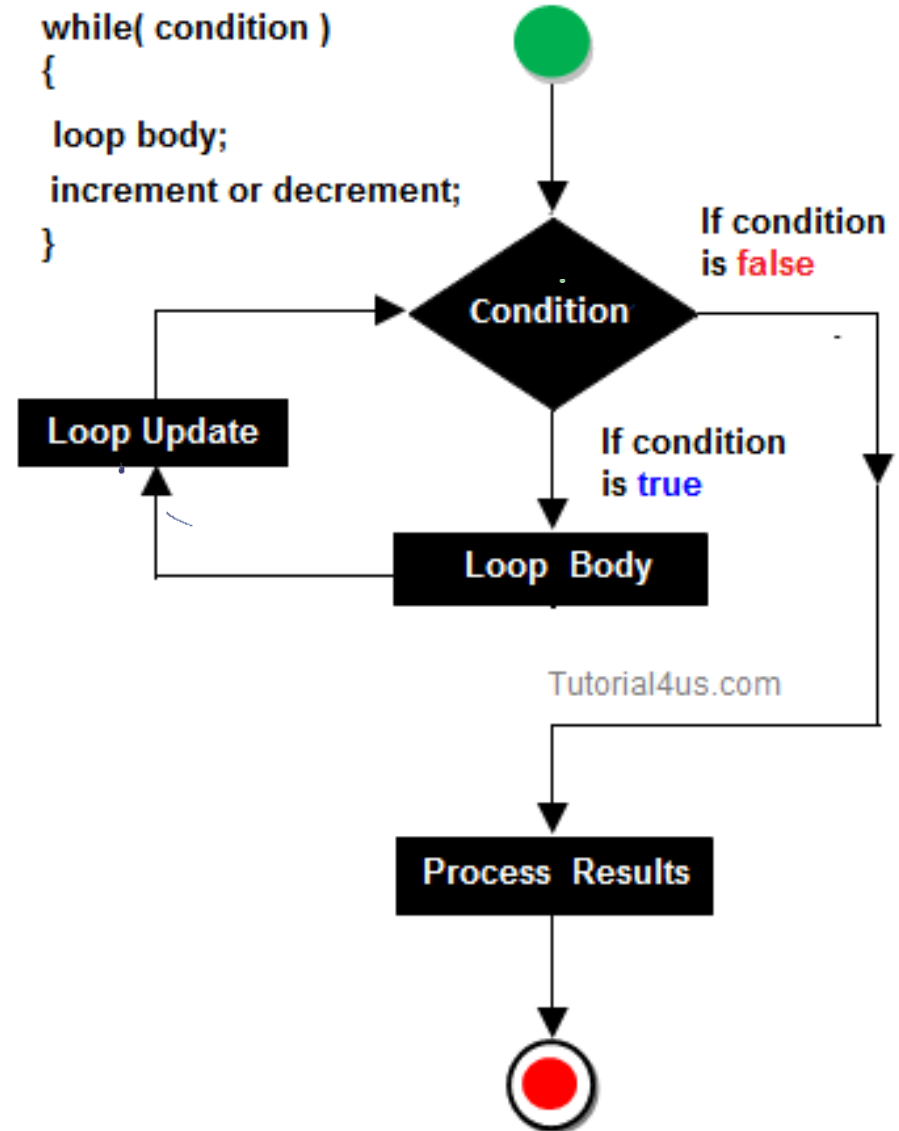 while( condition )
{
loop body;
increment or decrement;
}
If condition
is false
Condition
Loop Update
If condition
is true
Loop Body
Tutorial4us.com
Process Results